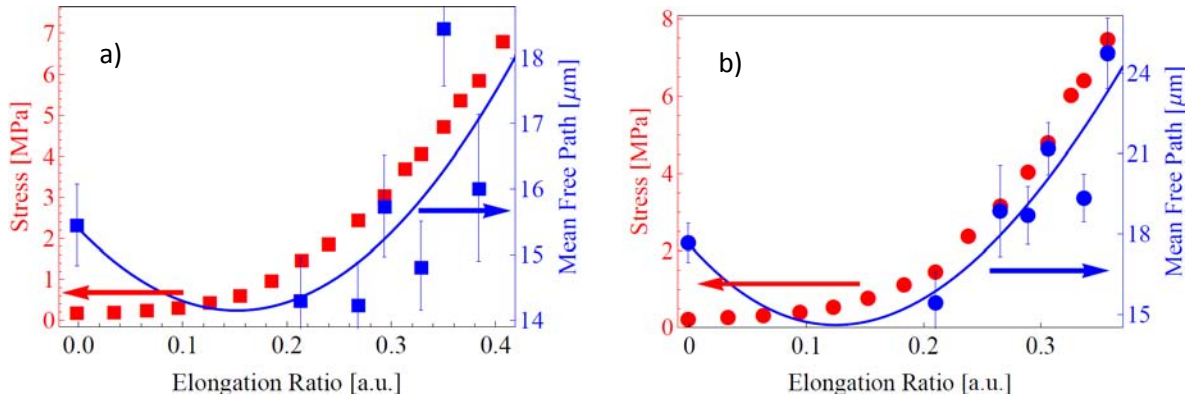 a)
Stress [MPa]
7
6
5
4
3
2
1
0
0.0 0.1 0.2 0.3 0.4
Elongation Ratio [a.u.]
18
17
16
15
14
Mean Free Path [μm]
b)
Stress [MPa]
8
6
4
2
0
0 0.1 0.2 0.3
Elongation Ratio [a.u.]
24
21
18
15
Mean Free Path [μm]